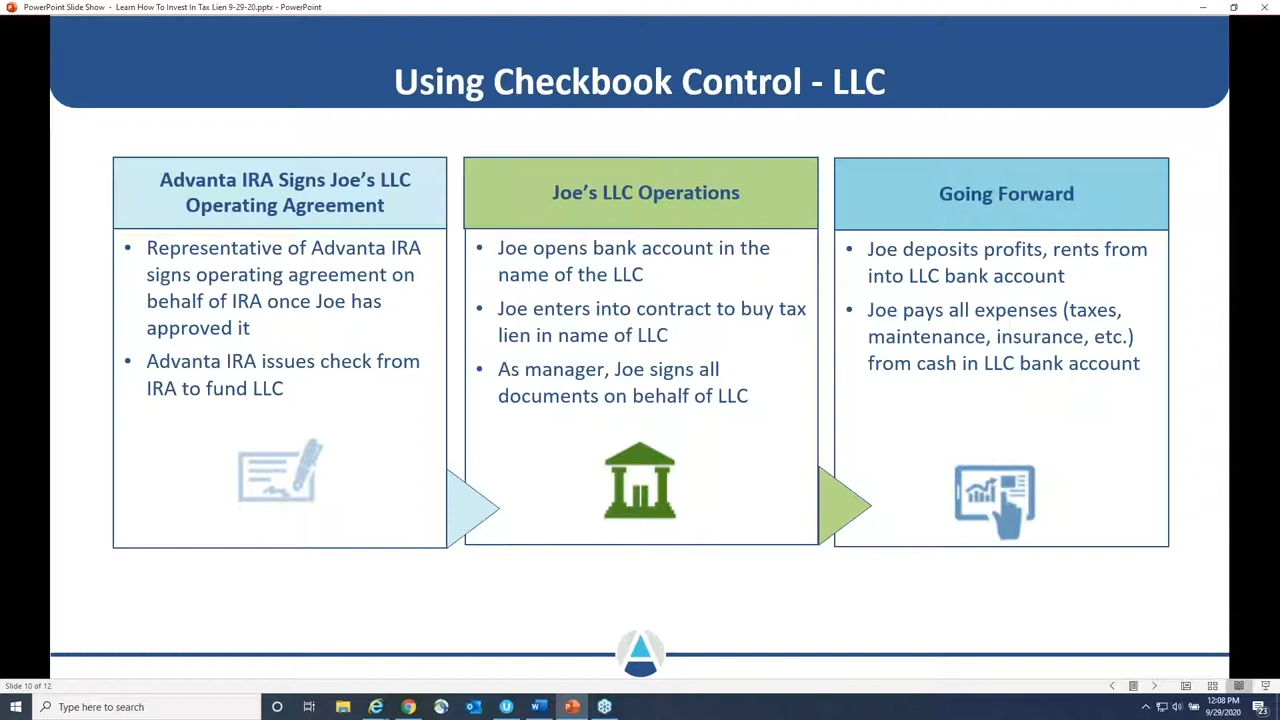 PowerPoint Slide Show - Learn How To Invest In Tax Lien 9-29-20.pptx - PowerPoint
Using Checkbook Control - LLC
Advanta IRA Signs Joe's LLC
Operating Agreement
• Representative of Advanta IRA
signs operating agreement on
behalf of IRA once Joe has
approved it
• Advanta IRA issues check from
IRA to fund LLC
Joe's LLC Operations
• Joe opens bank account in the
name of the LLC
• Joe enters into contract to buy tax
lien in name of LLC
• As manager, Joe signs all
documents on behalf of LLC
Going Forward
• Joe deposits profits, rents from
into LLC bank account
• Joe pays all expenses (taxes,
maintenance, insurance, etc.)
from cash in LLC bank account
Slide 10 of 12
Type here to search
12:08 PM
9/29/2020
23